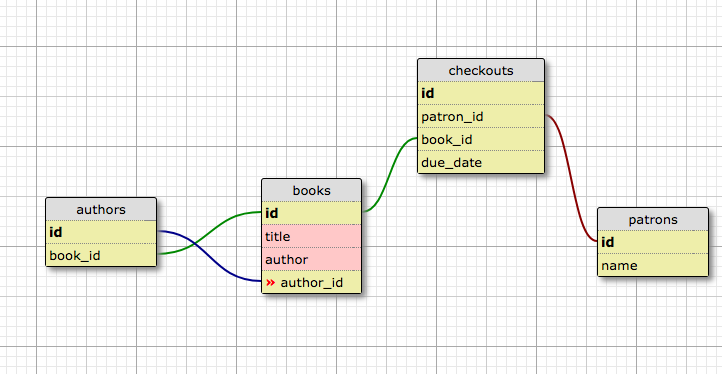 authors
id
book_id
books
id
title
author
» author_id
checkouts
id
patron_id
book_id
due_date
patrons
id
name